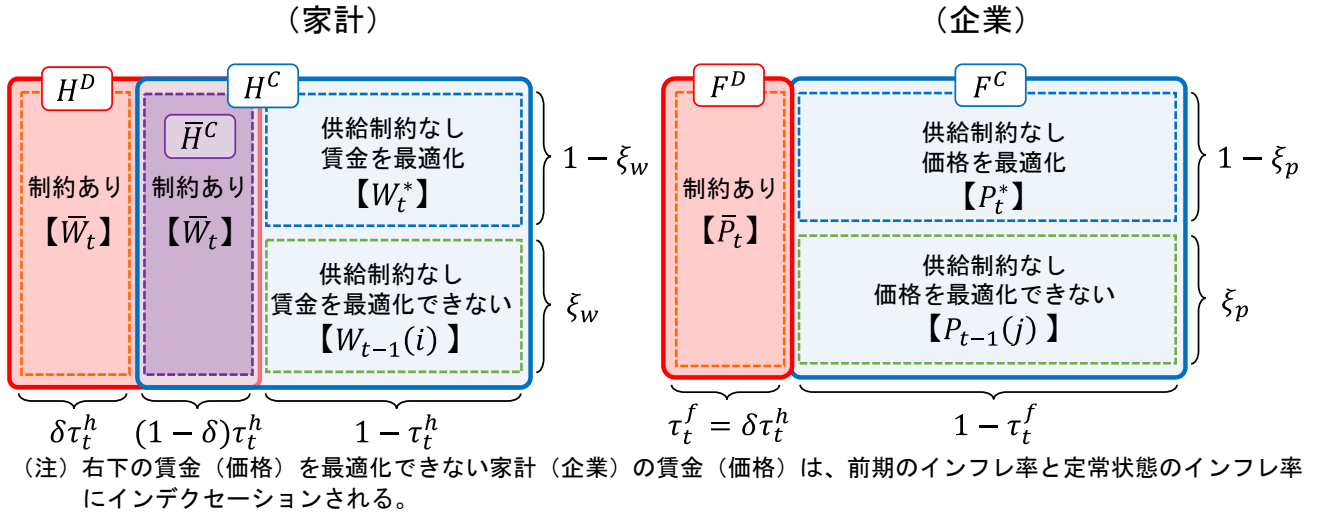 （家計）
H^D
H^C
H̅^C
制約あり
【W̅_t】
制約あり
【W̅_t】
供給制約なし
賃金を最適化
【W_t^*】
供給制約なし
賃金を最適化できない
【W_{t−1}(i) 】
1 − ξ_w
ξ_w
δτ_t^h
(1 − δ)τ_t^h
1 − τ_t^h
（企業）
F^D
F^C
制約あり
【P̅_t】
供給制約なし
価格を最適化
【P_t^*】
供給制約なし
価格を最適化できない
【P_{t−1}(j) 】
1 − ξ_p
ξ_p
τ_t^f = δτ_t^h
1 − τ_t^f
（注）右下の賃金（価格）を最適化できない家計（企業）の賃金（価格）は、前期のインフレ率と定常状態のインフレ率
にインデクセーションされる。